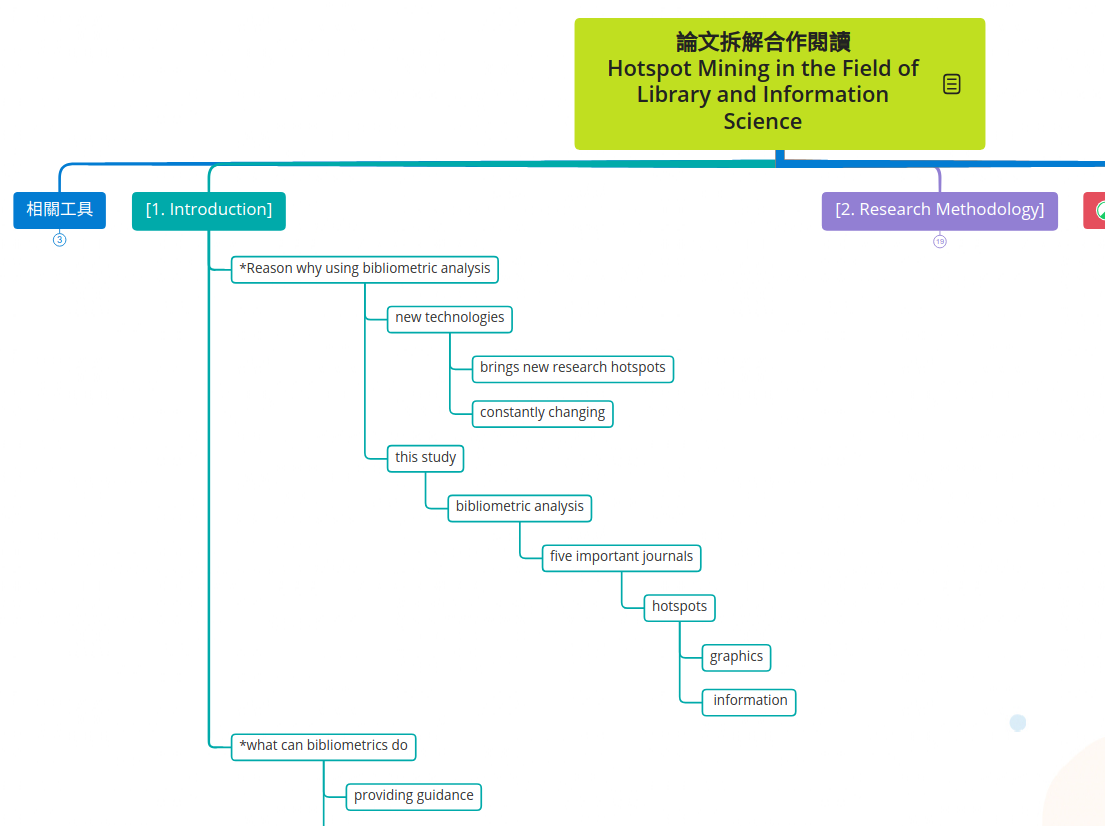 論文拆解合作閱讀
Hotspot Mining in the Field of
Library and Information
Science
相關工具
3
[1. Introduction]
*Reason why using bibliometric analysis
new technologies
brings new research hotspots
constantly changing
this study
bibliometric analysis
five important journals
hotspots
graphics
information
*what can bibliometrics do
providing guidance
[2. Research Methodology]
19